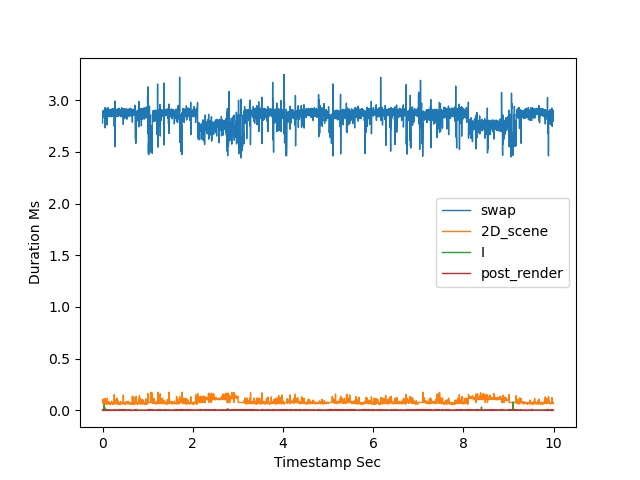 3.0
2.5
2.0
1.5
1.0
0.5
0.0
Duration Ms
swap
2D_scene
I
post_render
0 2 4 6 8 10
Timestamp Sec